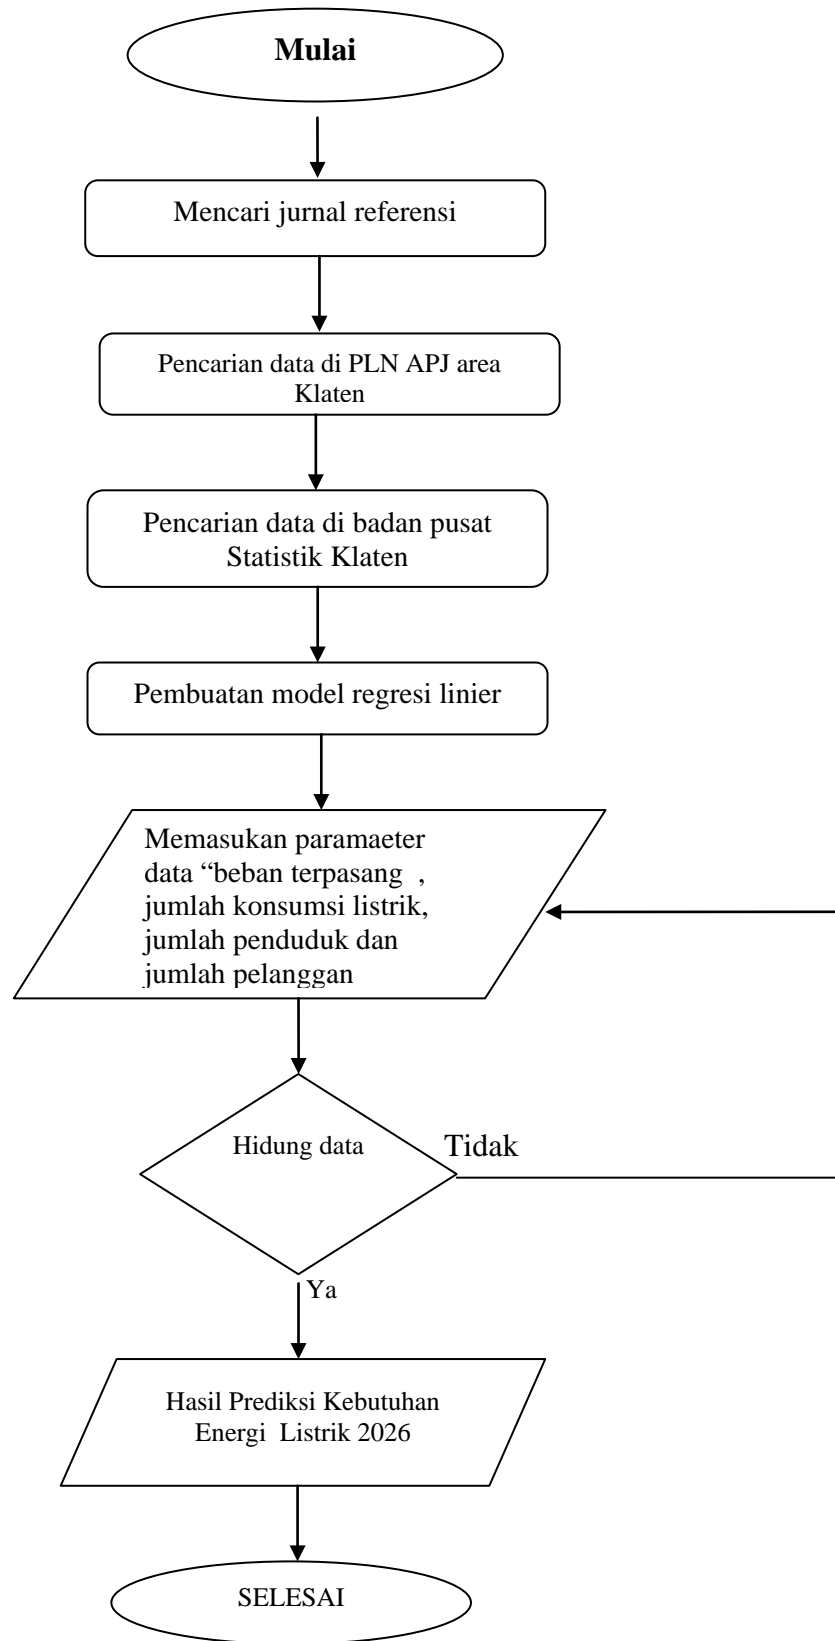 Mulai
Mencari jurnal referensi
Pencarian data di PLN APJ area
Klaten
Pencarian data di badan pusat
Statistik Klaten
Pembuatan model regresi linier
Memasukan paramaeter
data “beban terpasang ,
jumlah konsumsi listrik,
jumlah penduduk dan
jumlah pelanggan
Hidung data
Tidak
Ya
Hasil Prediksi Kebutuhan
Energi Listrik 2026
SELESAI